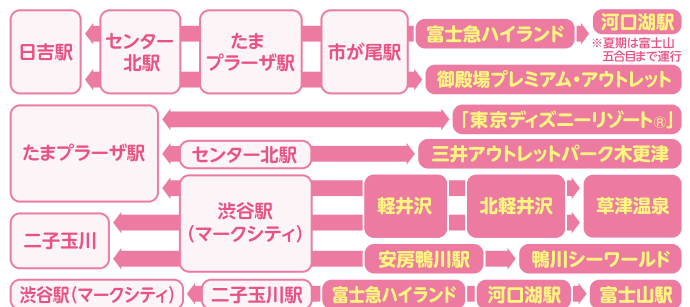 日吉駅
センター
北駅
たま
プラーザ駅
市が尾駅
富士急ハイランド
河口湖駅
※夏期は富士山
五合目まで運行
御殿場プレミアム・アウトレット
たまプラーザ駅
「東京ディズニーリゾート®」
センター北駅
三井アウトレットパーク木更津
渋谷駅
(マークシティ)
軽井沢
北軽井沢
草津温泉
二子玉川
安房鴨川駅
鴨川シーワールド
渋谷駅(マークシティ)
二子玉川駅
富士急ハイランド
河口湖駅
富士山駅